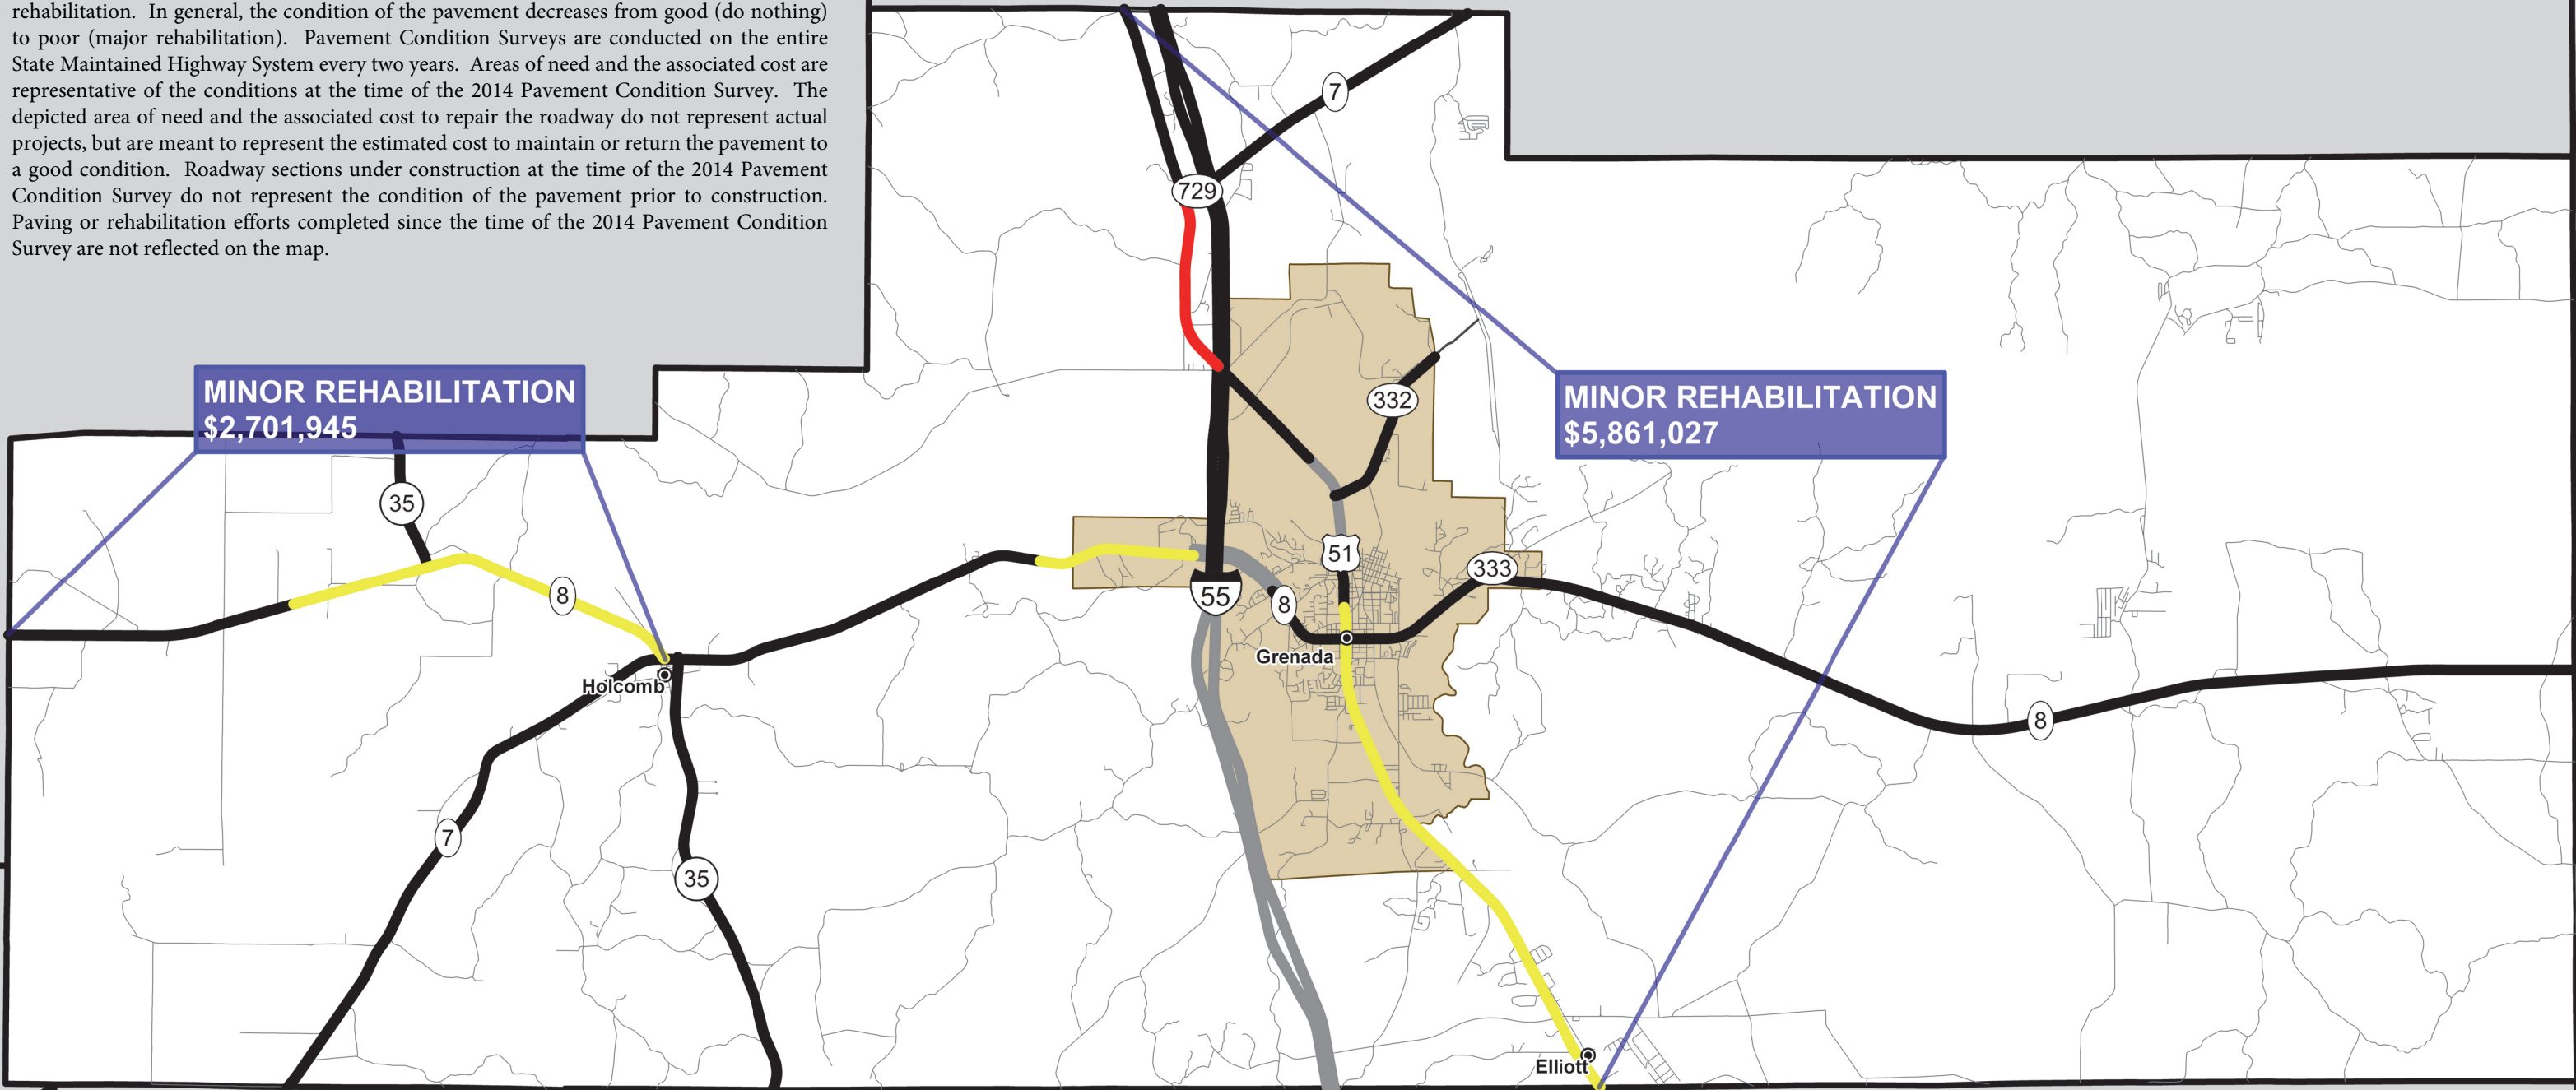 rehabilitation. In general, the condition of the pavement decreases from good (do nothing)
to poor (major rehabilitation). Pavement Condition Surveys are conducted on the entire
State Maintained Highway System every two years. Areas of need and the associated cost are
representative of the conditions at the time of the 2014 Pavement Condition Survey. The
depicted area of need and the associated cost to repair the roadway do not represent actual
projects, but are meant to represent the estimated cost to maintain or return the pavement to
a good condition. Roadway sections under construction at the time of the 2014 Pavement
Condition Survey do not represent the condition of the pavement prior to construction.
Paving or rehabilitation efforts completed since the time of the 2014 Pavement Condition
Survey are not reflected on the map.
7
729
MINOR REHABILITATION
$2,701,945
MINOR REHABILITATION
$5,861,027
332
35
51
333
8
55
8
Grenada
Holcomb
8
7
35
Elliott